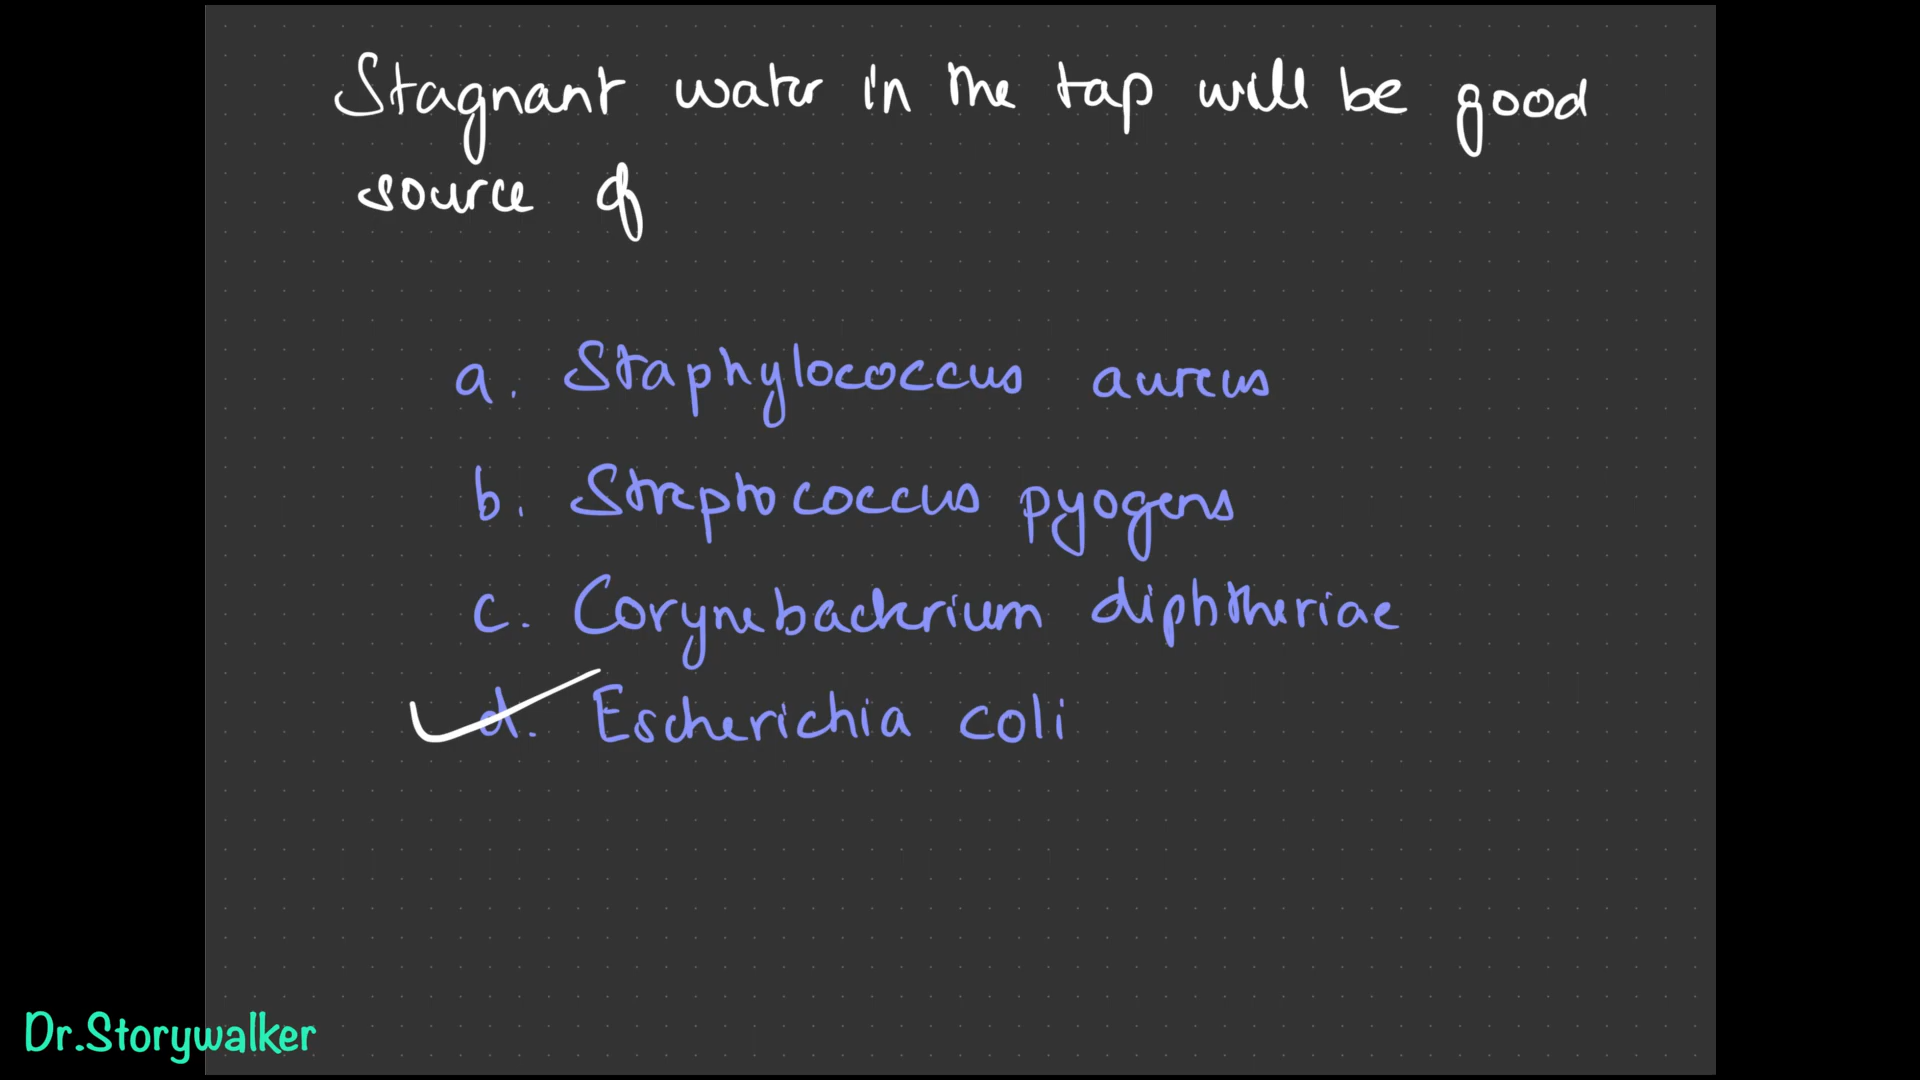 Stagnant water in the tap will be good
source of
a. Staphylococcus aureus
b. Streptococcus pyogens
c. Corynebacterium diphtheriae
d. Escherichia coli
Dr.Storywalker